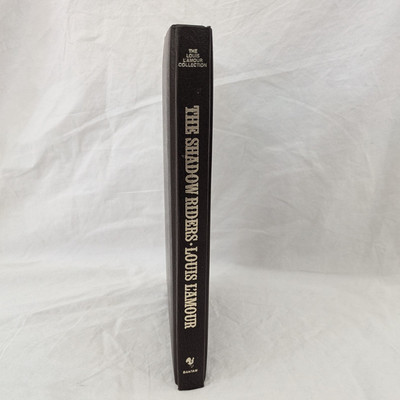 THE
LOUIS
L'AMOUR
COLLECTION
THE SHADOW RIDERS · LOUIS L'AMOUR
BANTAM